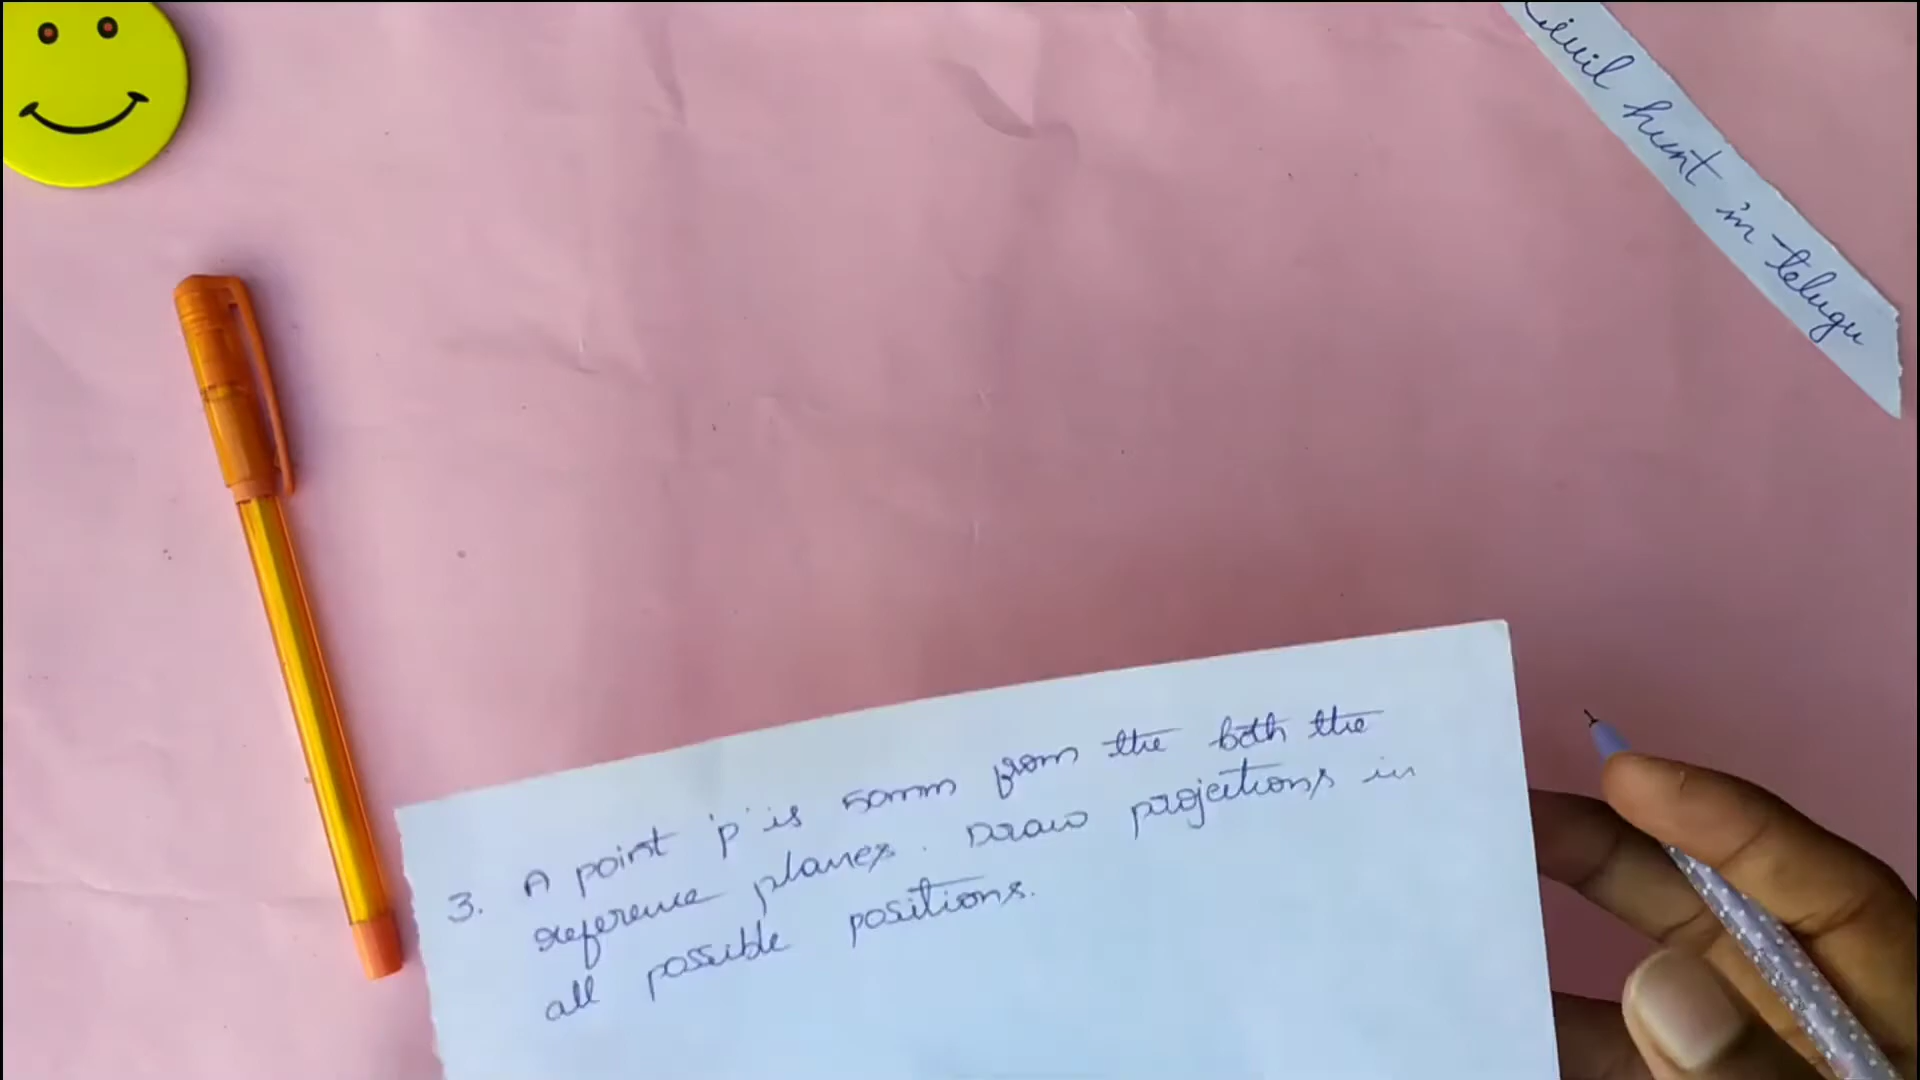 Civil hunt in telugu
3. A point 'p' is 50mm from the both the
reference planes. Draw projections in
all possible positions.